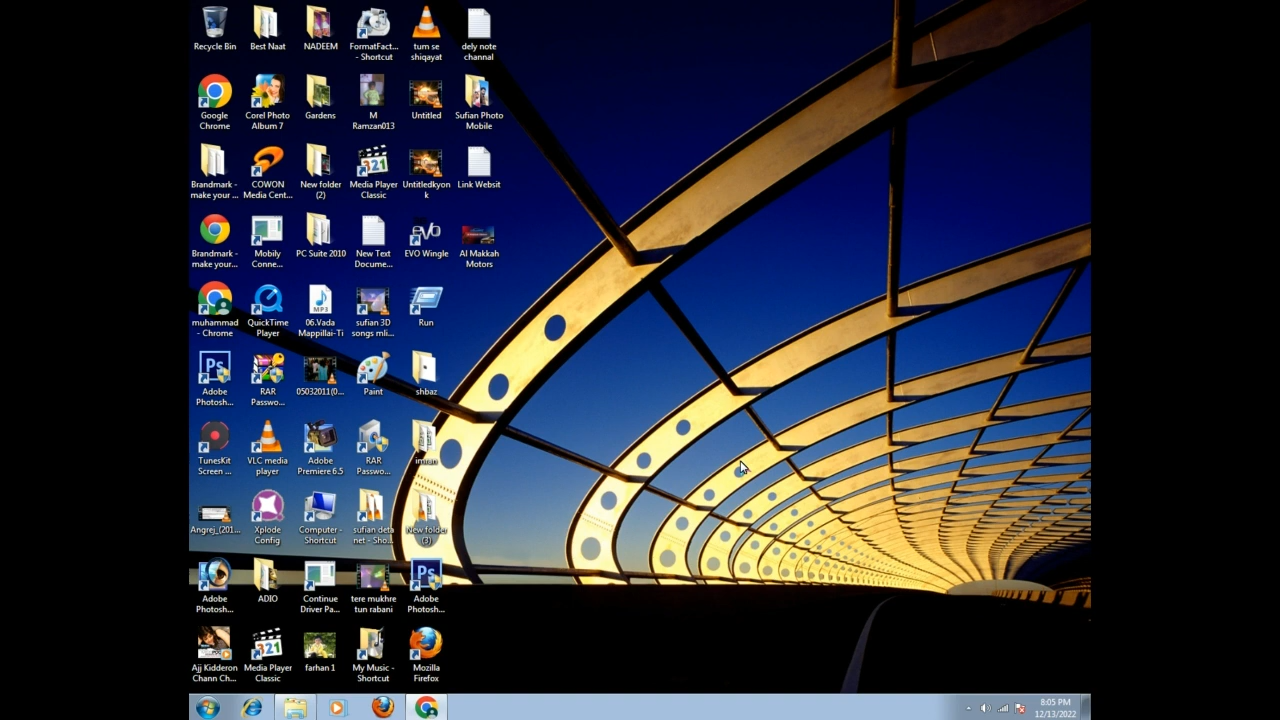 Recycle Bin
Best Naat
NADEEM
FormatFact...
- Shortcut
tum se
shiqayat
dely note
channal
Google
Chrome
Corel Photo
Album 7
Gardens
M
Ramzan013
Untitled
Sufian Photo
Mobile
Brandmark -
make your ...
COWON
Media Cent...
New folder
(2)
321
Media Player
Classic
Untitledkyon
k
Link Websit
Brandmark -
make your...
Mobily
Conne...
PC Suite 2010
New Text
Docume...
evo
EVO Wingle
Al Makkah
Motors
muhammad
- Chrome
QuickTime
Player
MP3
06.Vada
Mappillai-Ti
sufian 3D
songs mli...
Run
Ps
Adobe
Photosh...
RAR
Passwo...
05032011(0...
Paint
shbaz
TunesKit
Screen ...
VLC media
player
Adobe
Premiere 6.5
RAR
Passwo...
imran
Angrej_(201...
Xplode
Config
Computer -
Shortcut
sufian deta
net - Sho...
New folder
(3)
Adobe
Photosh...
ADIO
Continue
Driver Pa...
tere mukhre
tun rabani
Ps
Adobe
Photosh...
Ajj Kidderon
Chann Ch...
321
Media Player
Classic
farhan 1
My Music -
Shortcut
Mozilla
Firefox
8:05 PM
12/13/2022